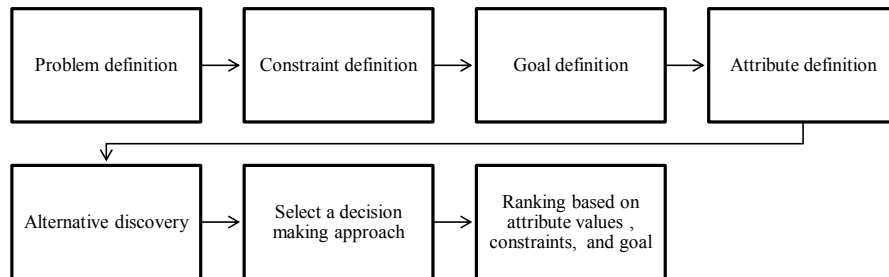 Problem definition
Constraint definition
Goal definition
Attribute definition
Alternative discovery
Select a decision
making approach
Ranking based on
attribute values ,
constraints,  and goal